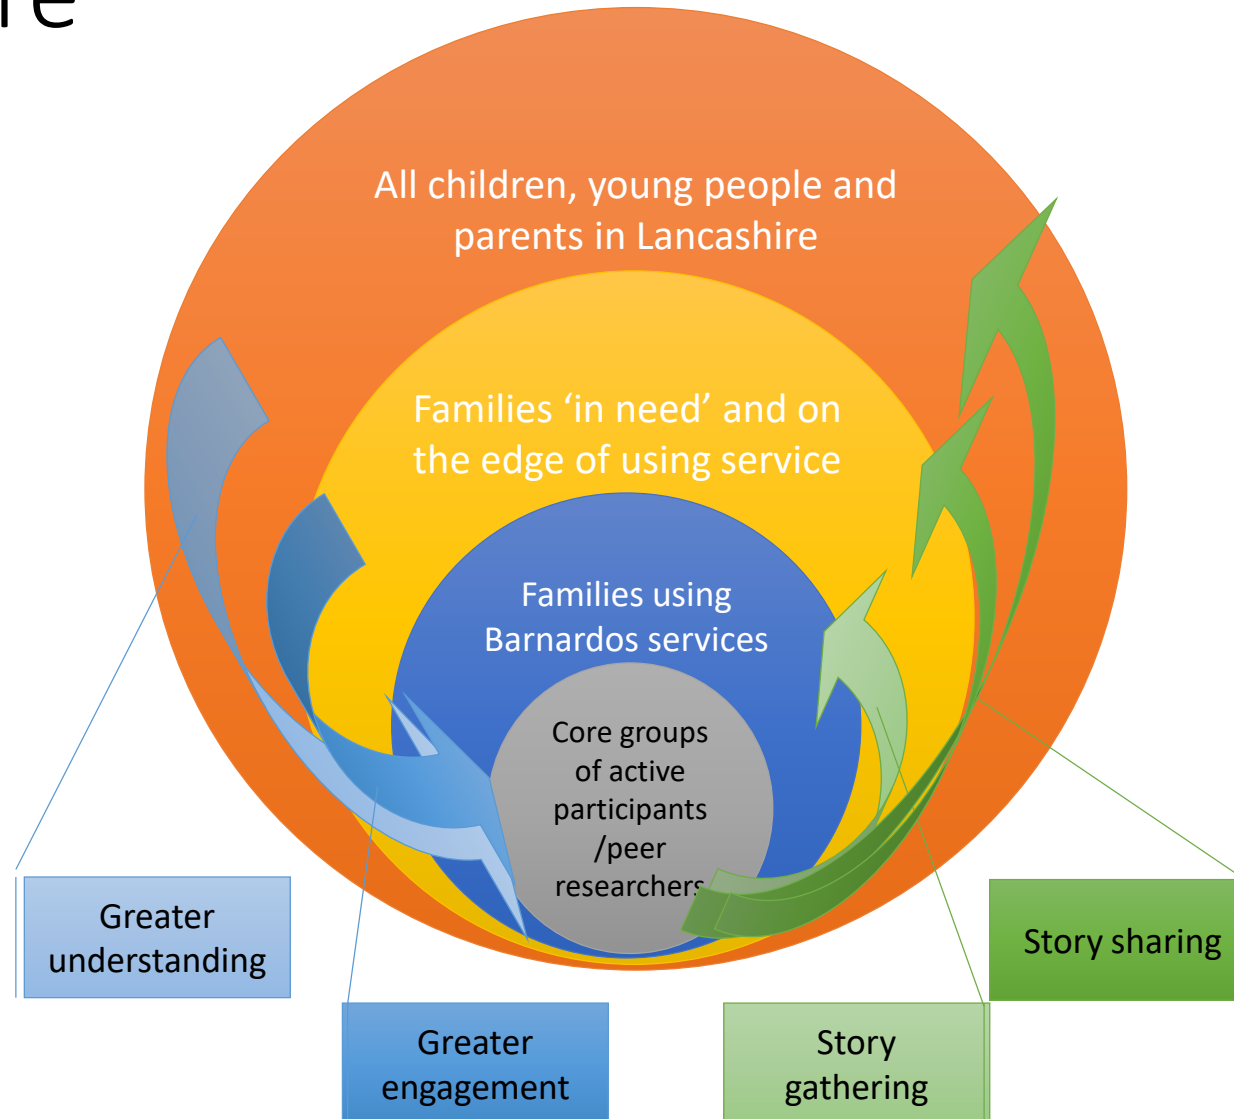 All children, young people and
parents in Lancashire
Families ‘in need’ and on
the edge of using service
Families using
Barnardos services
Core groups
of active
participants
/peer
researchers
Greater
understanding
Story sharing
Greater
engagement
Story
gathering